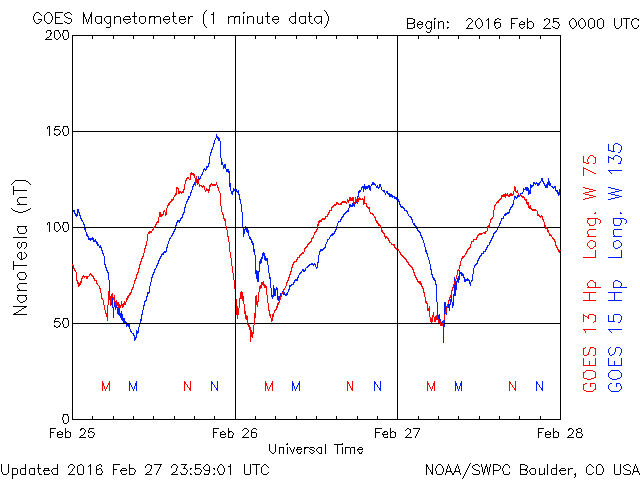 GOES Magnetometer (1 minute data)
Begin: 2016 Feb 25 0000 UTC
200
150
100
50
0
NanoTesla (nT)
M M N N M M N N M M N N
Feb 25 Feb 26 Feb 27 Feb 28
Universal Time
GOES 13 Hp Long. W 75
GOES 15 Hp Long. W 135
Updated 2016 Feb 27 23:59:01 UTC
NOAA/SWPC Boulder, CO USA